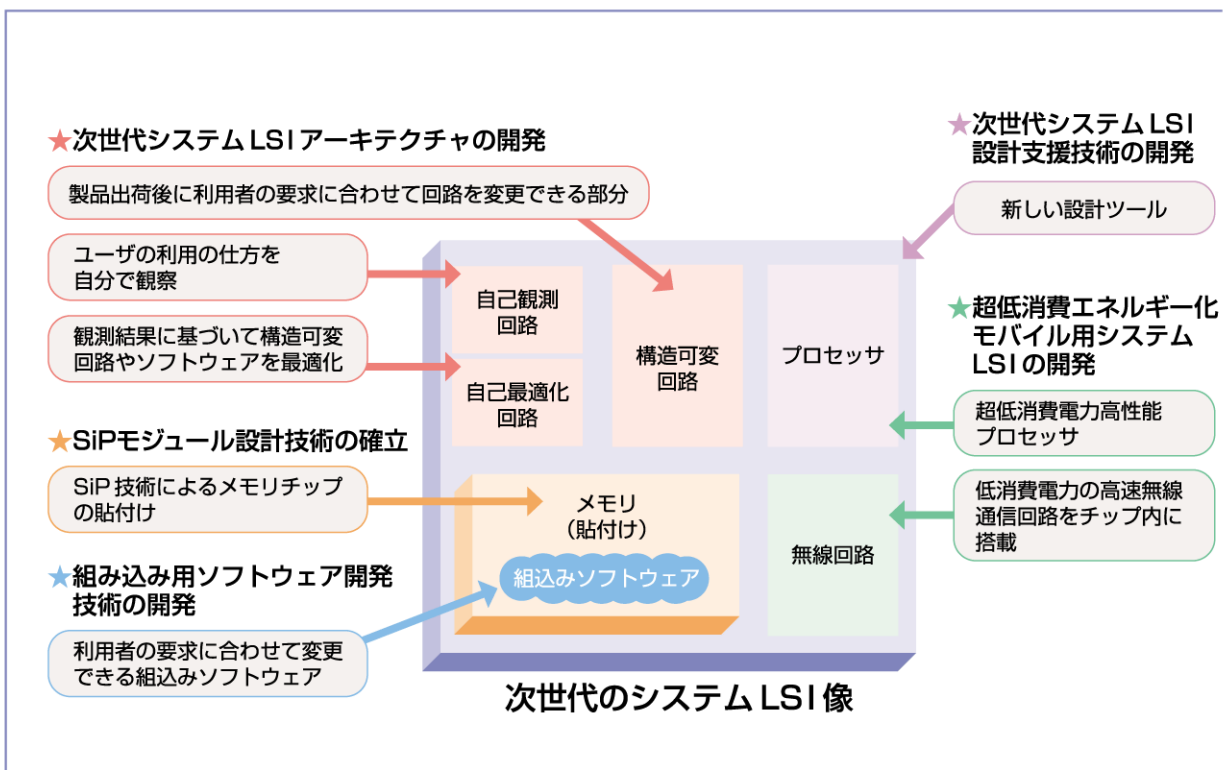 ★次世代システムLSIアーキテクチャの開発
製品出荷後に利用者の要求に合わせて回路を変更できる部分
ユーザの利用の仕方を
自分で観察
観測結果に基づいて構造可変
回路やソフトウェアを最適化
★SiPモジュール設計技術の確立
SiP技術によるメモリチップ
の貼付け
★組み込み用ソフトウェア開発
技術の開発
利用者の要求に合わせて変更
できる組込みソフトウェア
自己観測
回路
自己最適化
回路
構造可変
回路
プロセッサ
メモリ
(貼付け)
組込みソフトウェア
無線回路
★次世代システムLSI
設計支援技術の開発
新しい設計ツール
★超低消費エネルギー化
モバイル用システム
LSIの開発
超低消費電力高性能
プロセッサ
低消費電力の高速無線
通信回路をチップ内に
搭載
次世代のシステムLSI像